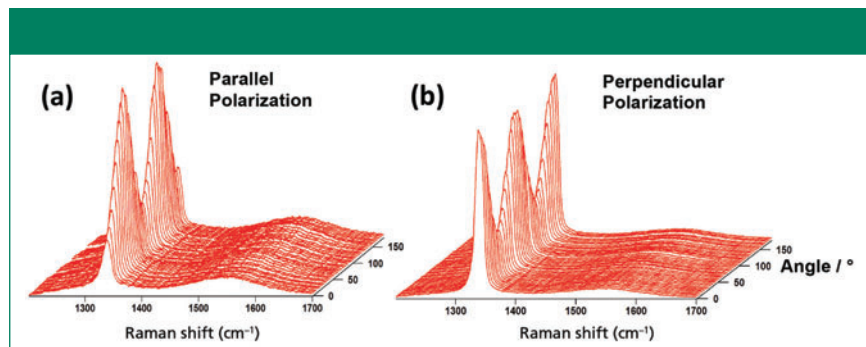 (a)
Parallel
Polarization
150
100
50
0
1300 1400 1500 1600 1700
Raman shift (cm⁻¹)
(b)
Perpendicular
Polarization
150
100
50
0
Angle / °
1300 1400 1500 1600 1700
Raman shift (cm⁻¹)